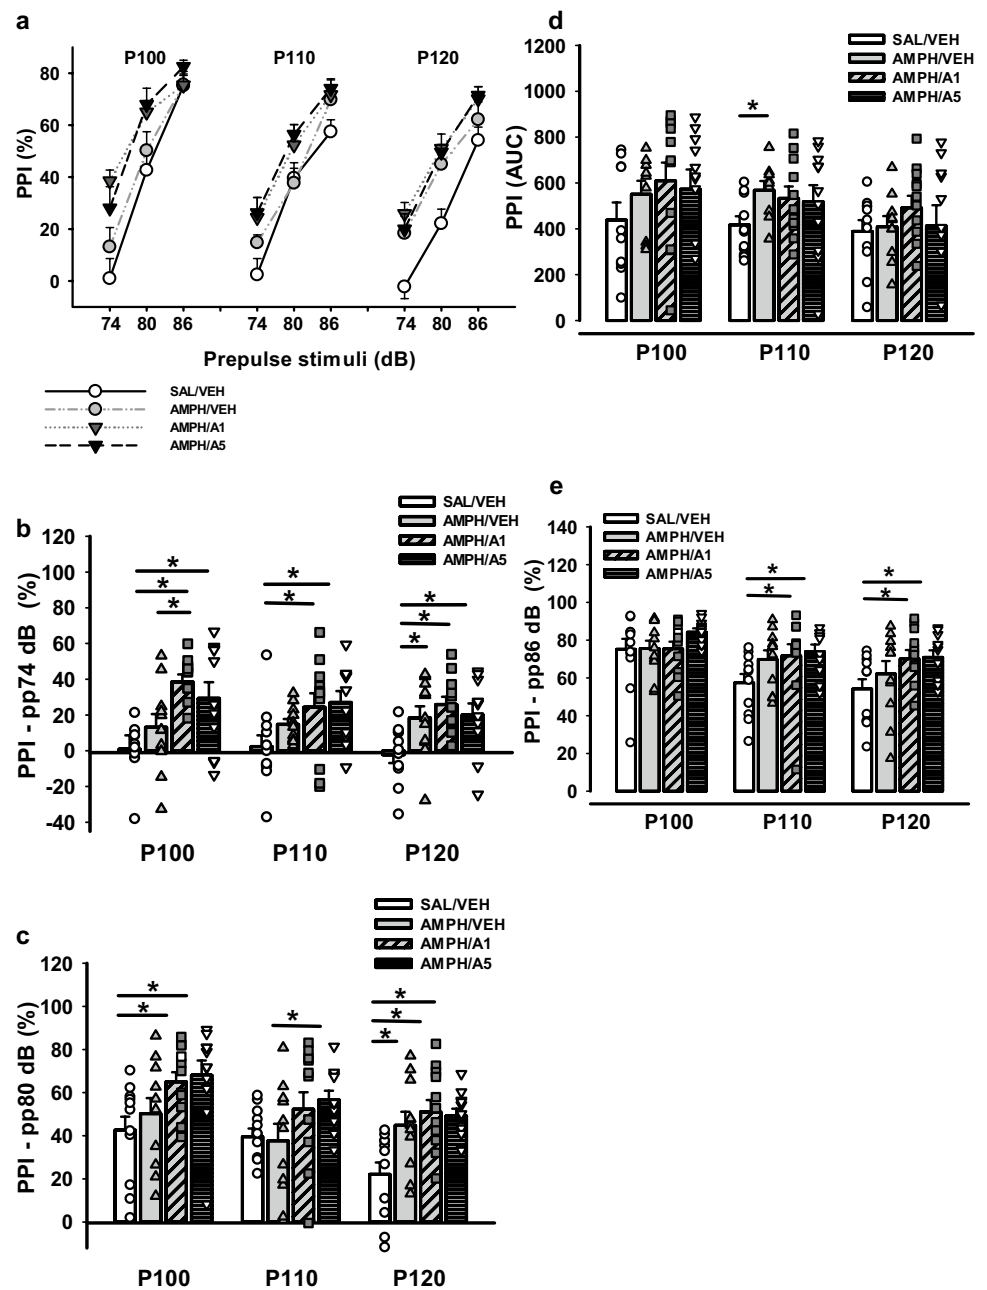 a
P100
P110
P120
80
60
40
20
0
PPI (%)
74 80 86 74 80 86 74 80 86
Prepulse stimuli (dB)
SAL/VEH
AMPH/VEH
AMPH/A1
AMPH/A5
d
SAL/VEH
AMPH/VEH
AMPH/A1
AMPH/A5
1200
1000
800
600
400
200
0
PPI (AUC)
*
P100 P110 P120
b
SAL/VEH
AMPH/VEH
AMPH/A1
AMPH/A5
120
100
80
60
40
20
0
-20
-40
PPI - pp74 dB (%)
* * *
* *
* * *
P100 P110 P120
e
SAL/VEH
AMPH/VEH
AMPH/A1
AMPH/A5
140
120
100
80
60
40
20
0
PPI - pp86 dB (%)
* *
* *
P100 P110 P120
c
SAL/VEH
AMPH/VEH
AMPH/A1
AMPH/A5
120
100
80
60
40
20
0
PPI - pp80 dB (%)
* *
*
* * *
P100 P110 P120